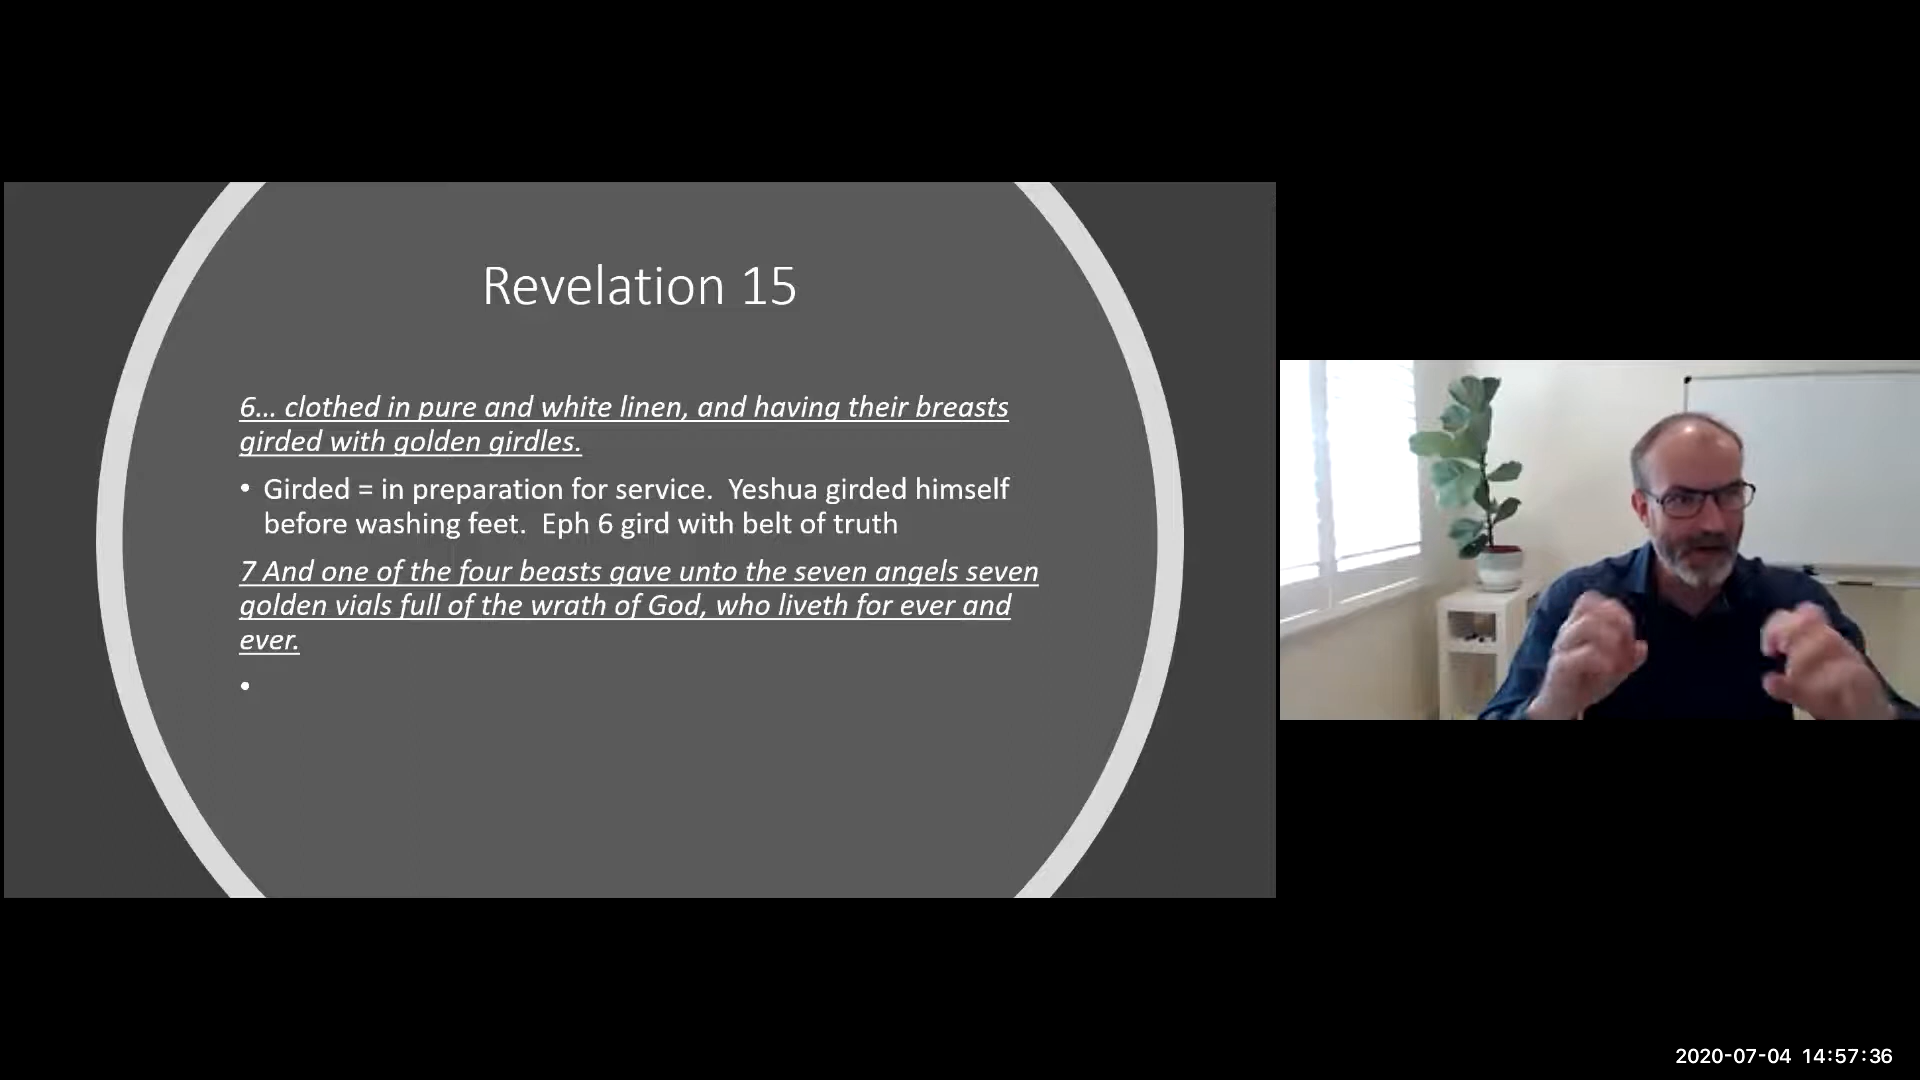 Revelation 15
6... clothed in pure and white linen, and having their breasts
girded with golden girdles.
• Girded = in preparation for service.  Yeshua girded himself
before washing feet.  Eph 6 gird with belt of truth
7 And one of the four beasts gave unto the seven angels seven
golden vials full of the wrath of God, who liveth for ever and
ever.
•
2020-07-04 14:57:36